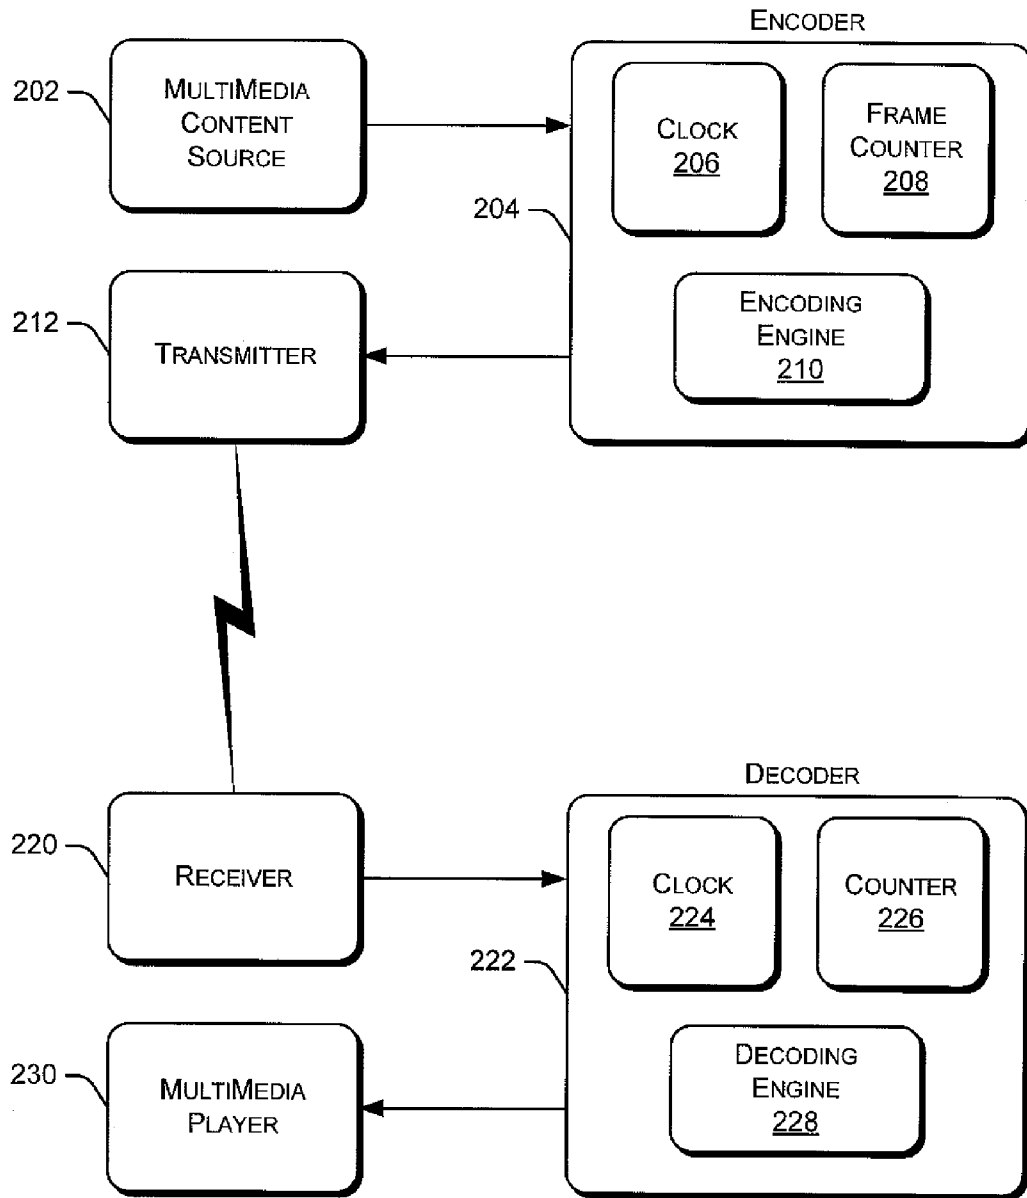 ENCODER
202
MULTIMEDIA
CONTENT
SOURCE
CLOCK
206
FRAME
COUNTER
208
204
212
TRANSMITTER
ENCODING
ENGINE
210
DECODER
220
RECEIVER
CLOCK
224
COUNTER
226
222
230
MULTIMEDIA
PLAYER
DECODING
ENGINE
228